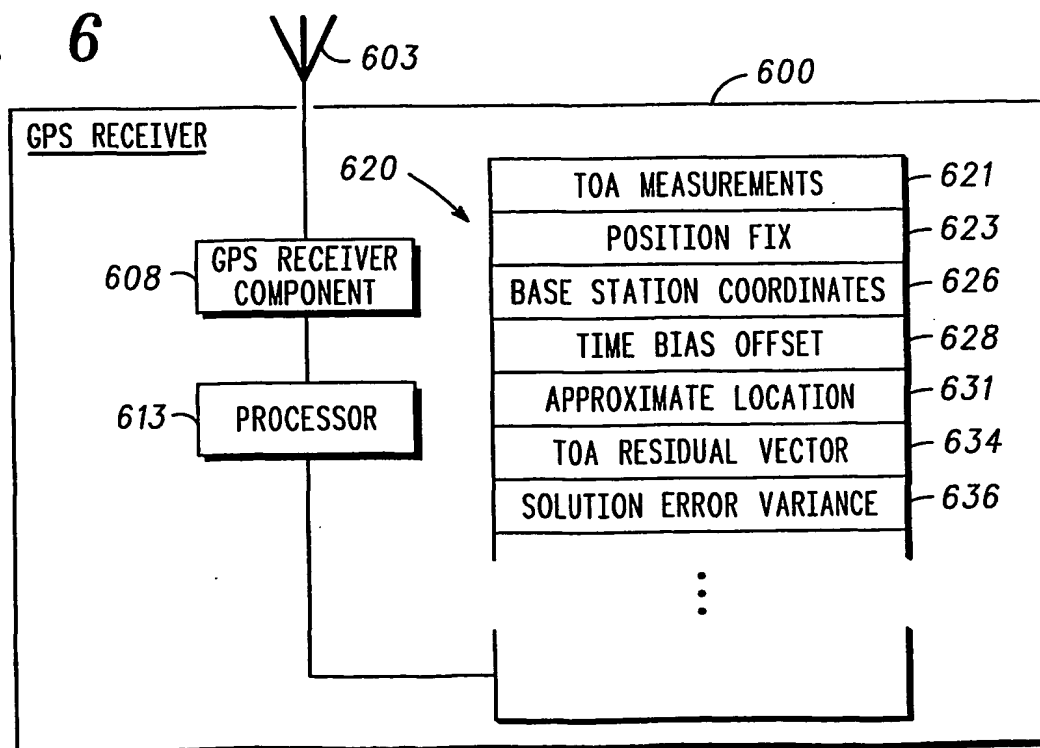 6
603
600
GPS RECEIVER
620
TOA MEASUREMENTS
621
POSITION FIX
623
608
GPS RECEIVER
COMPONENT
BASE STATION COORDINATES
626
TIME BIAS OFFSET
628
613
PROCESSOR
APPROXIMATE LOCATION
631
TOA RESIDUAL VECTOR
634
SOLUTION ERROR VARIANCE
636